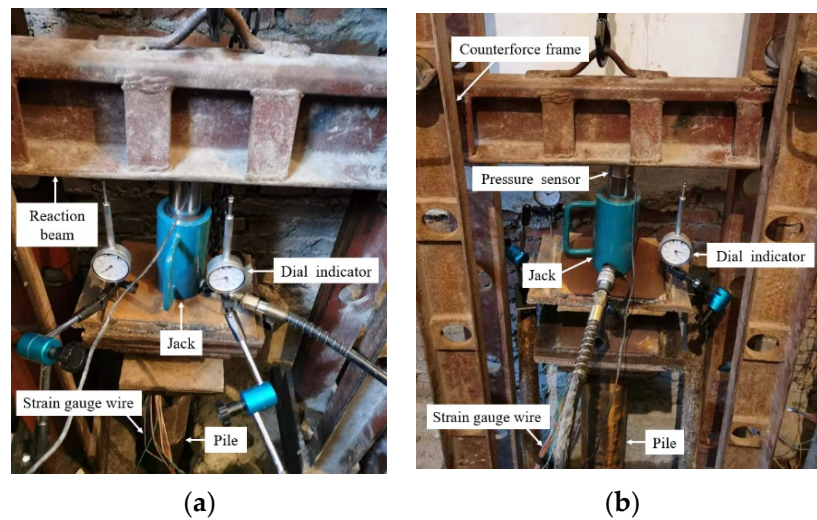 Reaction
beam
Dial indicator
Jack
Strain gauge wire
Pile
(a)
Counterforce frame
Pressure sensor
Dial indicator
Jack
Strain gauge wire
Pile
(b)